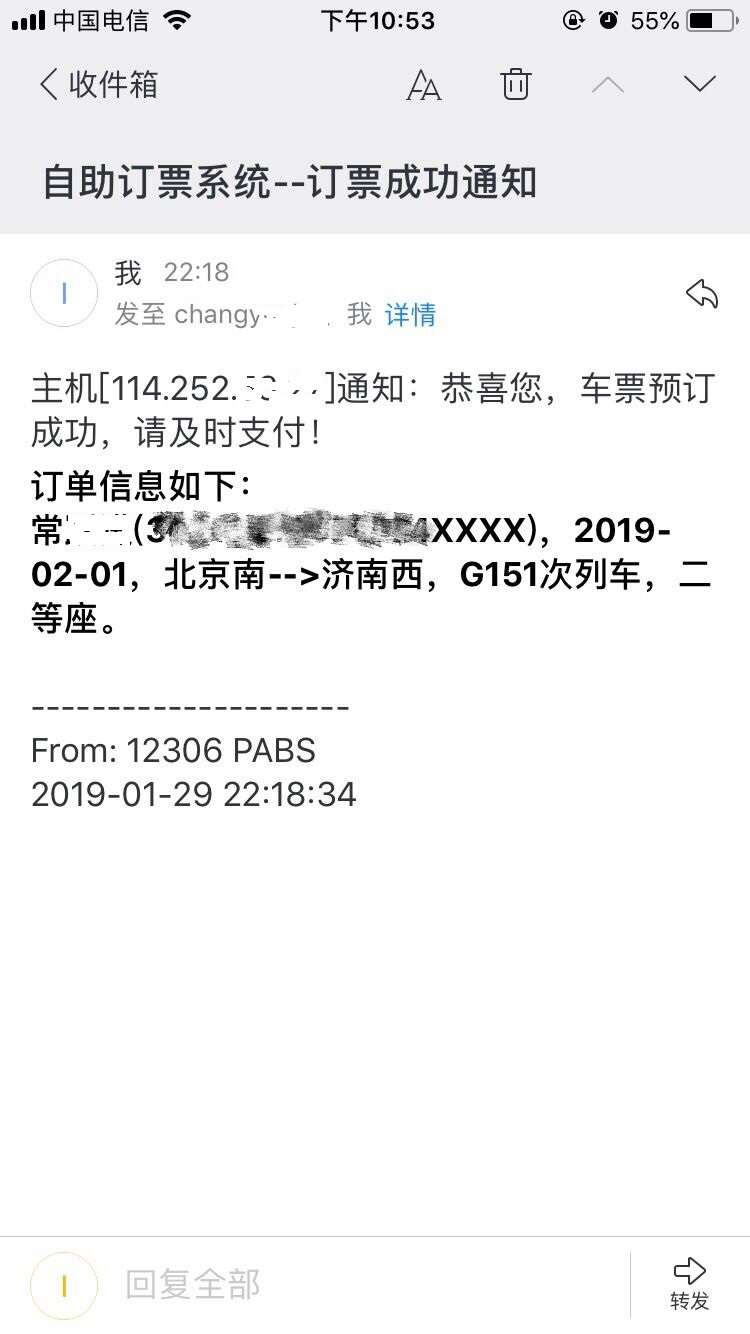 中国电信
下午10:53
55%
收件箱
自助订票系统--订票成功通知
我 22:18
发至 changy 我 详情
主机[114.252. ]通知：恭喜您，车票预订
成功，请及时支付！
订单信息如下：
常 (3 XXXX)，2019-
02-01，北京南-->济南西，G151次列车，二
等座。
---------------------
From: 12306 PABS
2019-01-29 22:18:34
回复全部
转发